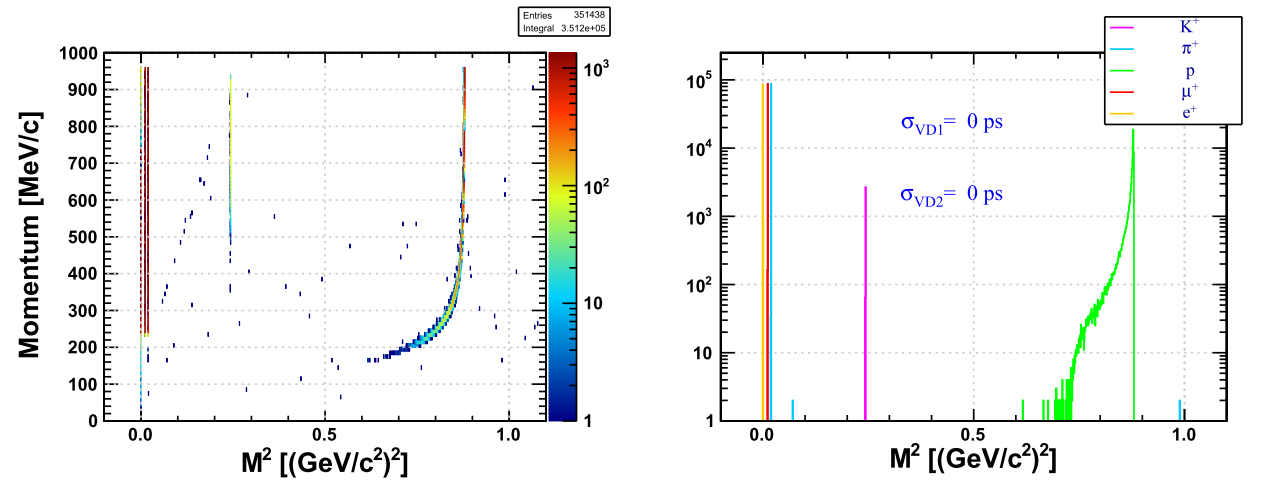 Entries 351438
Integral 3.512e+05
1000
900
800
700
600
500
400
300
200
100
0
Momentum [MeV/c]
0.0 0.5 1.0
M² [(GeV/c²)²]
10³
10²
10
1
K⁺
π⁺
p
μ⁺
e⁺
σVD1= 0 ps
σVD2= 0 ps
10⁵
10⁴
10³
10²
10
1
0.0 0.5 1.0
M² [(GeV/c²)²]